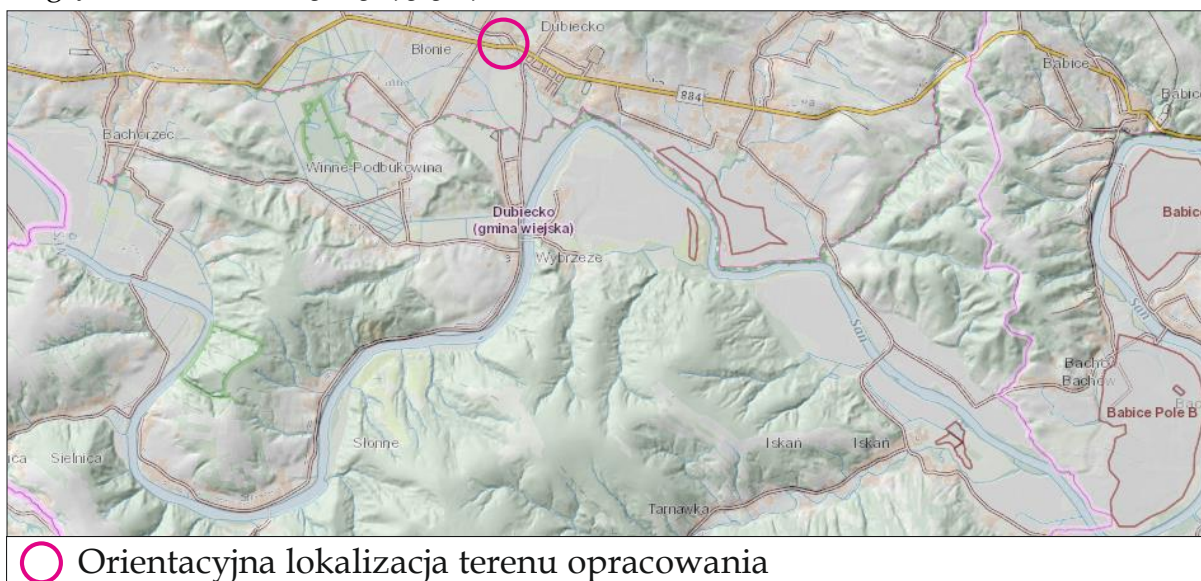 Dubiecko
Błonie
884
Babice
Bachórzec
Winne-Podbukowina
Dubiecko
(gmina wiejska)
Wybrzeże
Babice
San
San
Bachów
Bachów
Babice Pole B
Słonne
Iskań Iskań
Sielnica
Tarnawka
Orientacyjna lokalizacja terenu opracowania